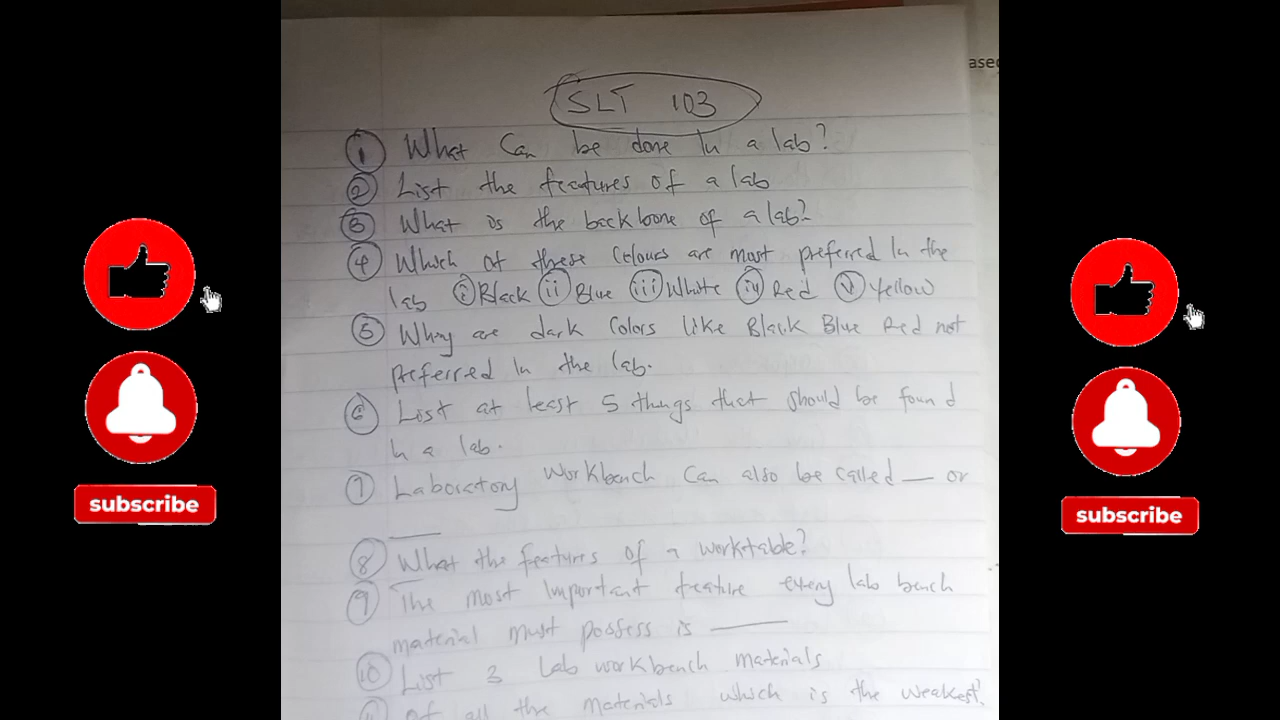 ased
SLT 103
① What Can be done In a lab?
② List the features of a lab
③ What is the backbone of a lab?
④ Which of these Colours are most preferred In the
lab ⓘ Black ⓘⓘ Blue ⓘⓘⓘ White ⓘⓥ Red ⓥ Yellow
⑤ Why are dark Colors like Black Blue Red not
preferred In the lab.
⑥ List at least 5 things that should be found
In a lab.
⑦ Laboratory Workbench Can also be called — or
—
⑧ What the features of a worktable?
⑨ The most Important feature every lab bench
material must possess is —
⑩ List 3 Lab workbench materials
⑪ Of all the Materials which is the weakest?
subscribe
subscribe